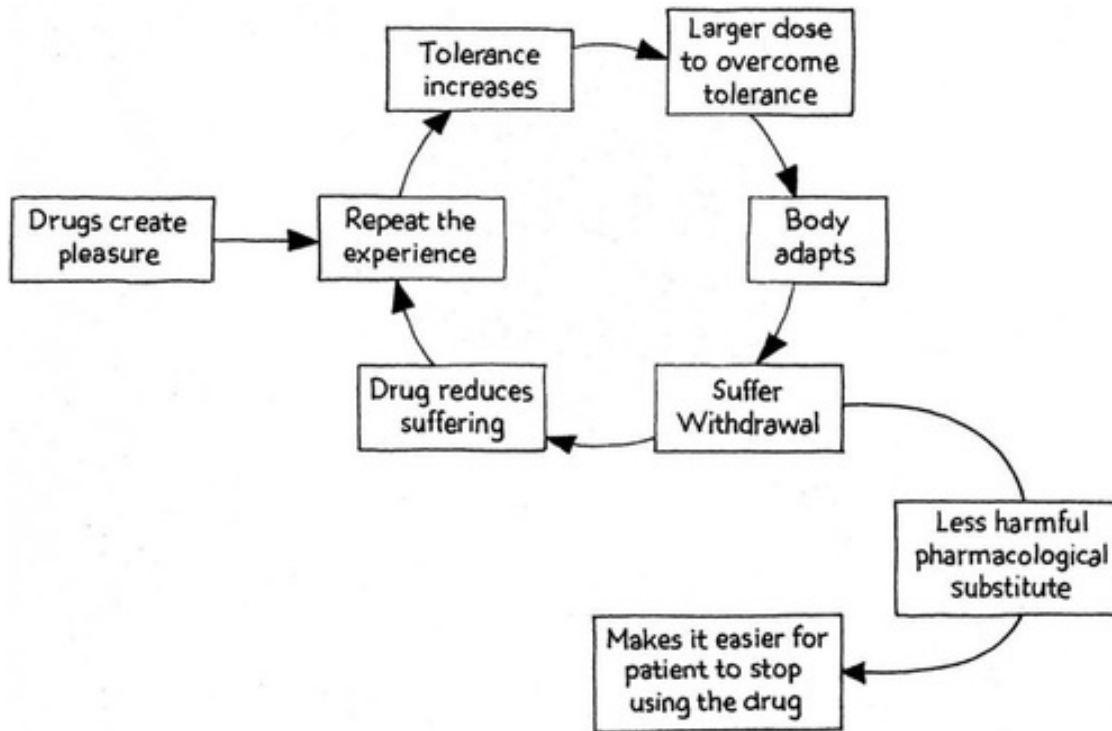 Drugs create
pleasure
Repeat the
experience
Tolerance
increases
Larger dose
to overcome
tolerance
Body
adapts
Suffer
Withdrawal
Drug reduces
suffering
Less harmful
pharmacological
substitute
Makes it easier for
patient to stop
using the drug